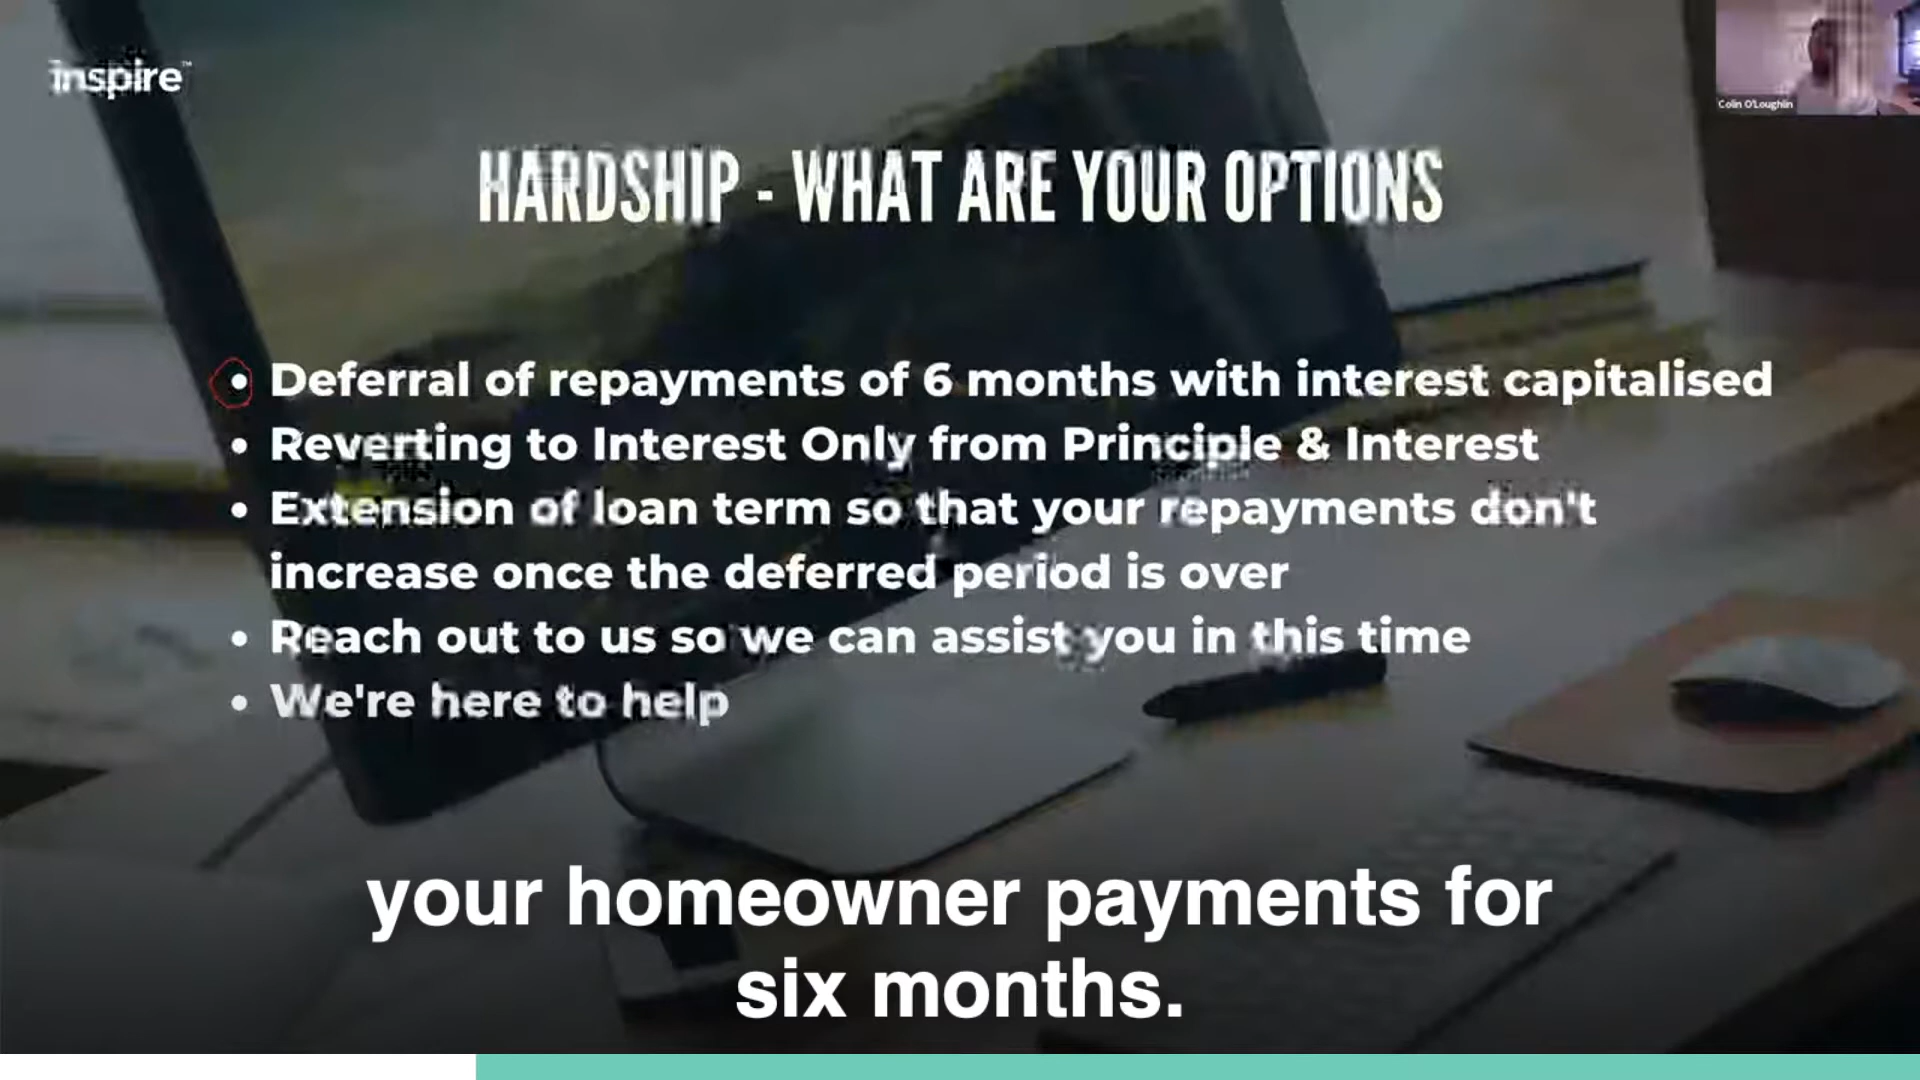 inspire™
Colin O'Loughlin
HARDSHIP - WHAT ARE YOUR OPTIONS
• Deferral of repayments of 6 months with interest capitalised
• Reverting to Interest Only from Principle & Interest
• Extension of loan term so that your repayments don't
increase once the deferred period is over
• Reach out to us so we can assist you in this time
• We're here to help
your homeowner payments for
six months.